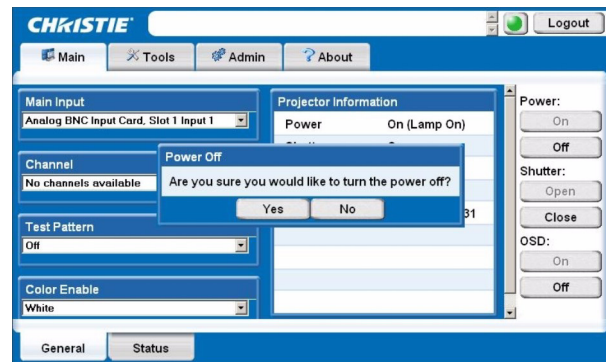 CHRISTIE
Logout
Main
Tools
Admin
About
Main Input
Analog BNC Input Card, Slot 1 Input 1
Channel
No channels available
Test Pattern
Off
Color Enable
White
Projector Information
Power On (Lamp On)
31
Power Off
Are you sure you would like to turn the power off?
Yes No
Power:
On
Off
Shutter:
Open
Close
OSD:
On
Off
General Status